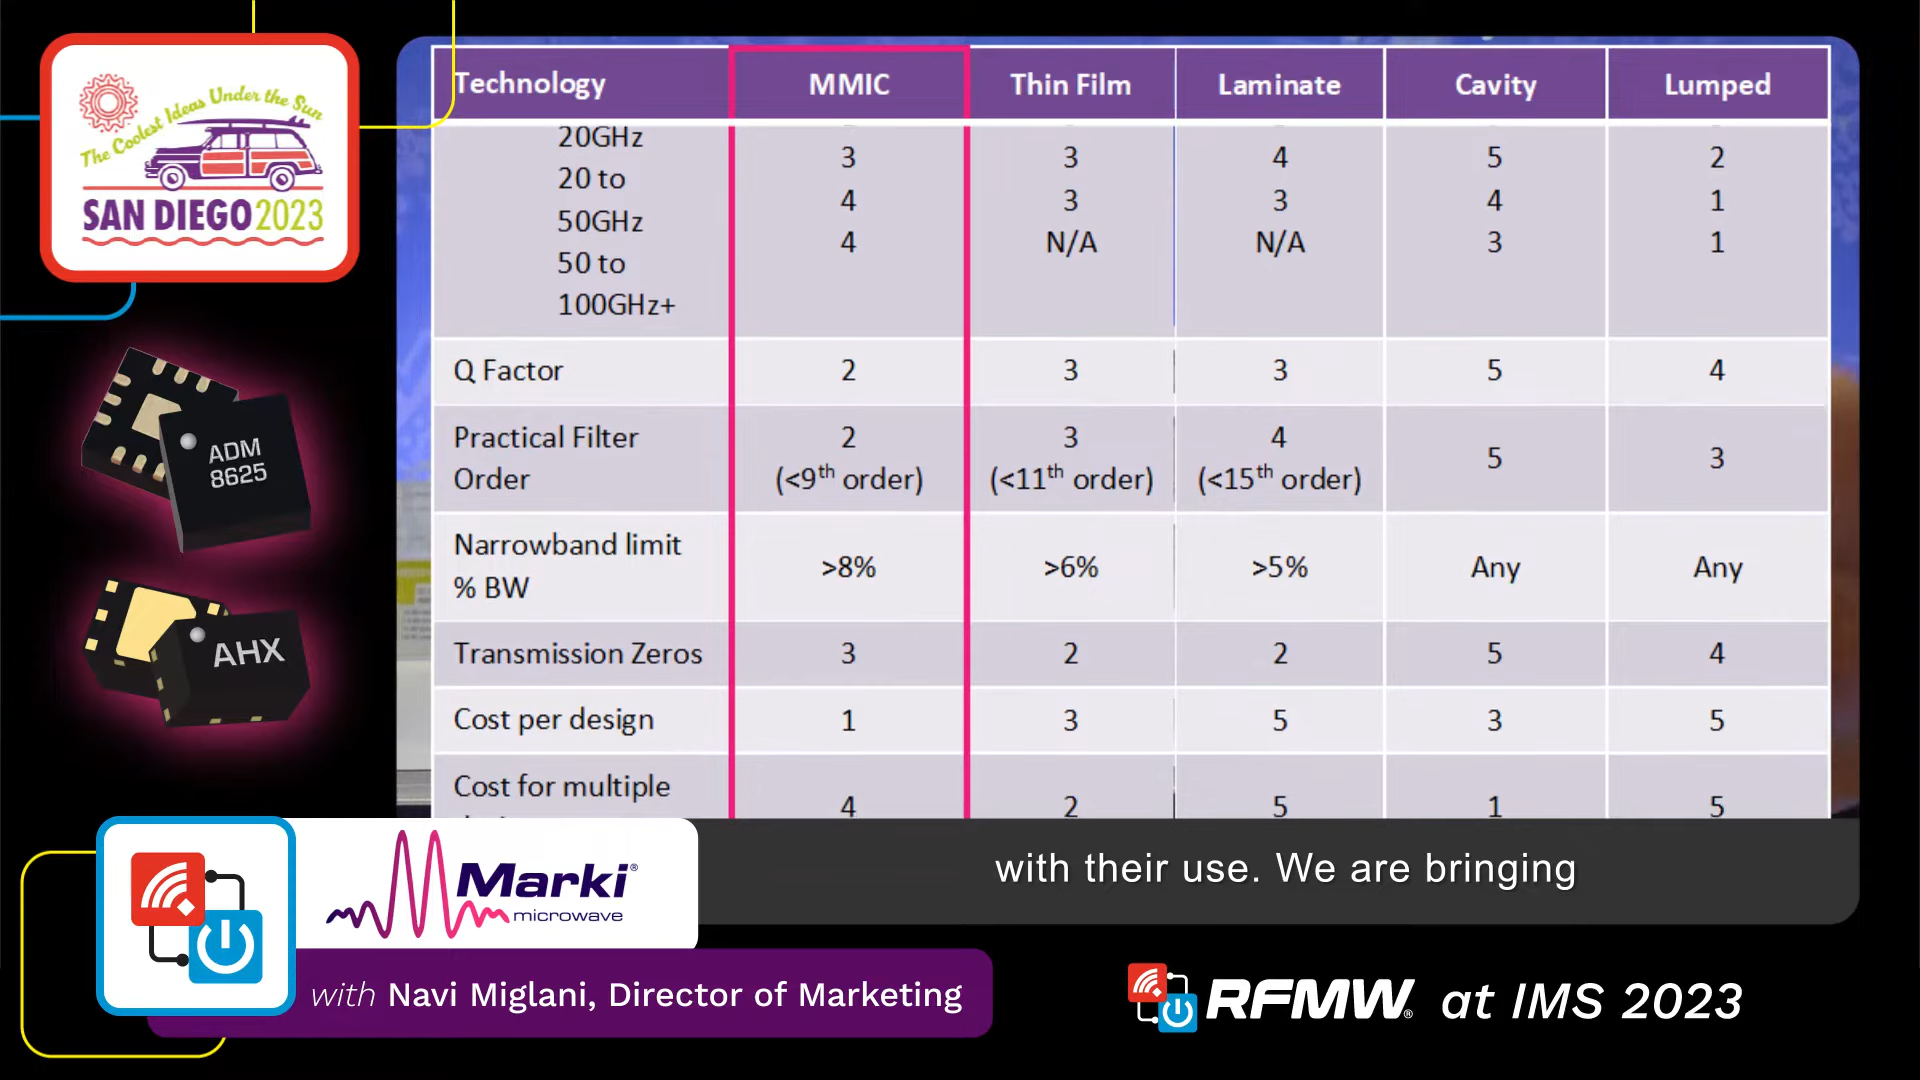 The Coolest Ideas Under the Sun
SAN DIEGO 2023
Technology MMIC Thin Film Laminate Cavity Lumped
20GHz
20 to
50GHz
50 to
100GHz+
3 3 4 5 2
4 3 3 4 1
4 N/A N/A 3 1
Q Factor 2 3 3 5 4
Practical Filter Order 2 (<9th order) 3 (<11th order) 4 (<15th order) 5 3
Narrowband limit % BW >8% >6% >5% Any Any
Transmission Zeros 3 2 2 5 4
Cost per design 1 3 5 3 5
Cost for multiple 4 2 5 1 5
ADM
8625
AHX
with their use. We are bringing
Marki®
microwave
with Navi Miglani, Director of Marketing
RFMW® at IMS 2023